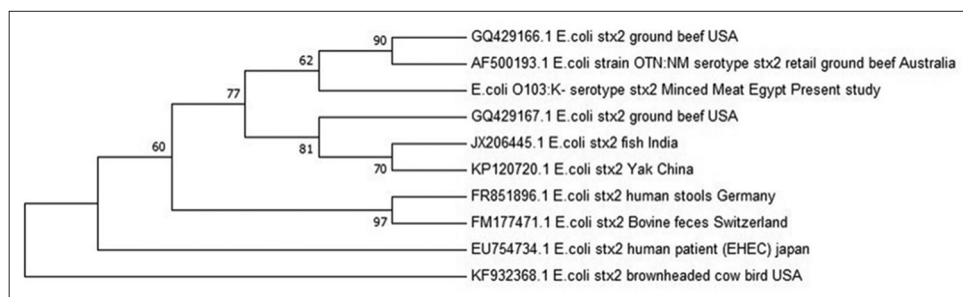 GQ429166.1 E.coli stx2 ground beef USA
90
AF500193.1 E.coli strain OTN:NM serotype stx2 retail ground beef Australia
62
E.coli O103:K- serotype stx2 Minced Meat Egypt Present study
77
GQ429167.1 E.coli stx2 ground beef USA
81
JX206445.1 E.coli stx2 fish India
60
70
KP120720.1 E.coli stx2 Yak China
FR851896.1 E.coli stx2 human stools Germany
97
FM177471.1 E.coli stx2 Bovine feces Switzerland
EU754734.1 E.coli stx2 human patient (EHEC) japan
KF932368.1 E.coli stx2 brownheaded cow bird USA